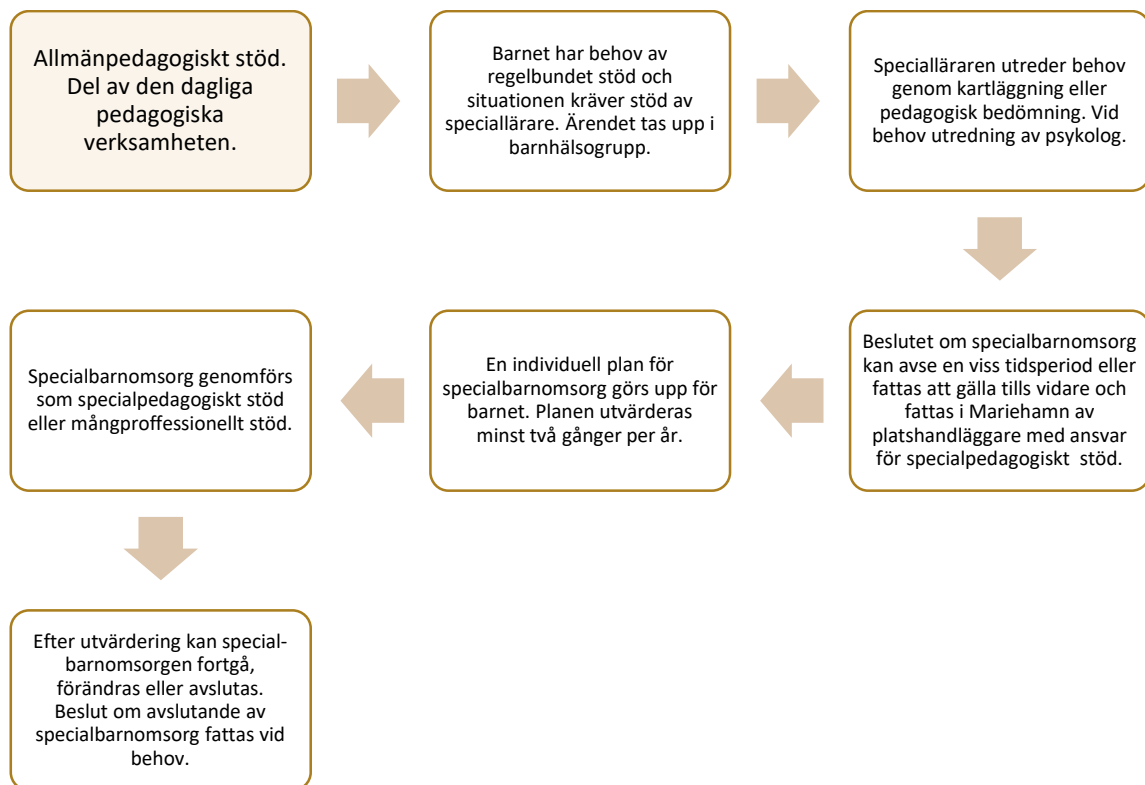 Allmänpedagogiskt stöd.
Del av den dagliga
pedagogiska
verksamheten.
Barnet har behov av
regelbundet stöd och
situationen kräver stöd av
speciallärare. Ärendet tas upp i
barnhälsogrupp.
Specialläraren utreder behov
genom kartläggning eller
pedagogisk bedömning. Vid
behov utredning av psykolog.
Beslutet om specialbarnomsorg
kan avse en viss tidsperiod eller
fattas att gälla tills vidare och
fattas i Mariehamn av
platshandläggare med ansvar
för specialpedagogiskt  stöd.
En individuell plan för
specialbarnomsorg görs upp för
barnet. Planen utvärderas
minst två gånger per år.
Specialbarnomsorg genomförs
som specialpedagogiskt stöd
eller mångproffessionellt stöd.
Efter utvärdering kan special-
barnomsorgen fortgå,
förändras eller avslutas.
Beslut om avslutande av
specialbarnomsorg fattas vid
behov.